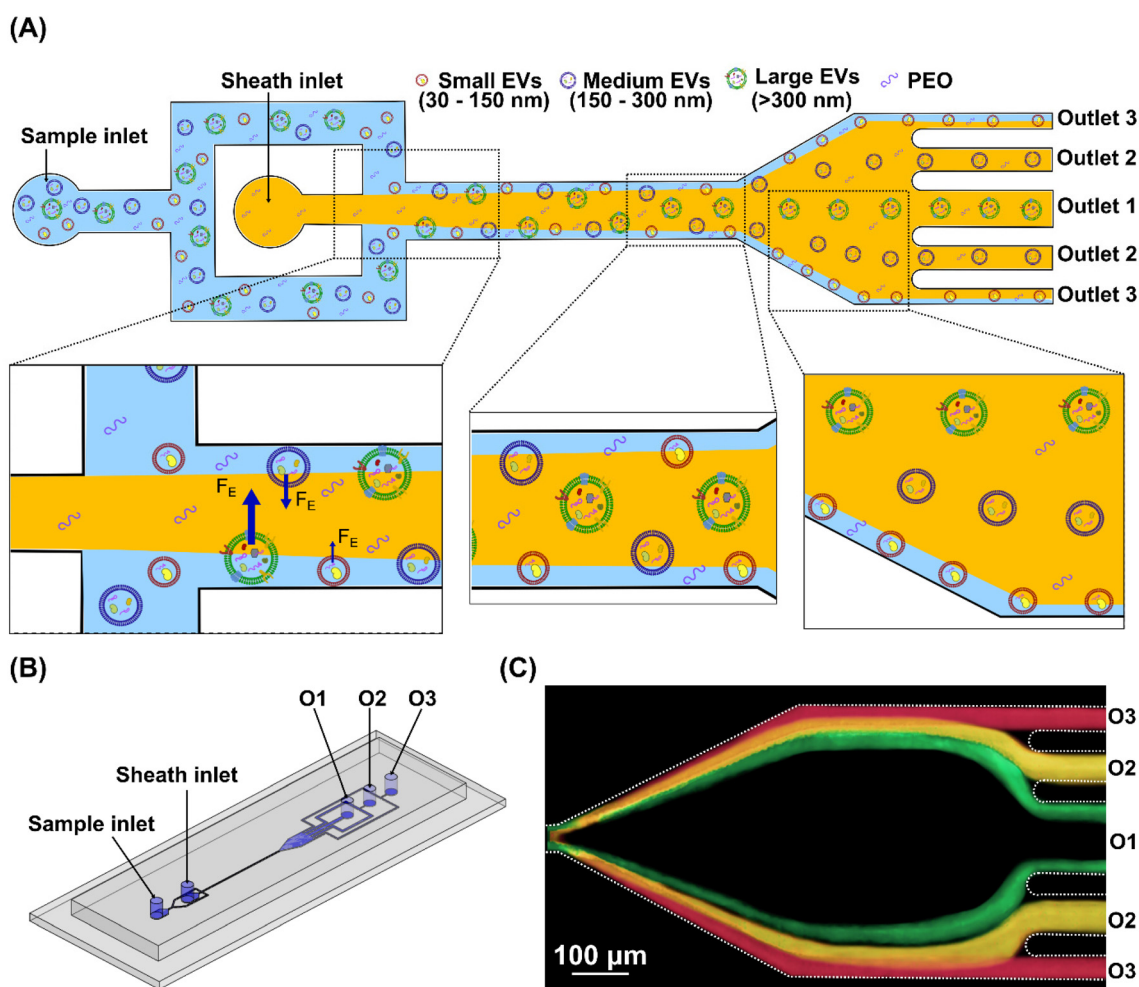 (A)
Sheath inlet
Small EVs
(30 - 150 nm)
Medium EVs
(150 - 300 nm)
Large EVs
(>300 nm)
PEO
Sample inlet
Outlet 3
Outlet 2
Outlet 1
Outlet 2
Outlet 3
FE
FE
FE
(B)
O1 O2 O3
Sheath inlet
Sample inlet
(C)
O3
O2
O1
O2
O3
100 µm